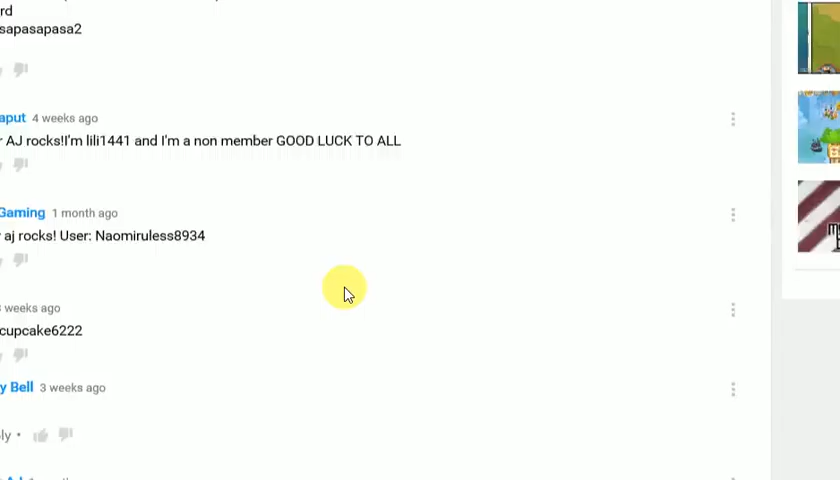 rd
sapasapasa2
aput 4 weeks ago
r AJ rocks!I'm lili1441 and I'm a non member GOOD LUCK TO ALL
Gaming 1 month ago
r aj rocks! User: Naomiruless8934
weeks ago
cupcake6222
y Bell 3 weeks ago
ly •